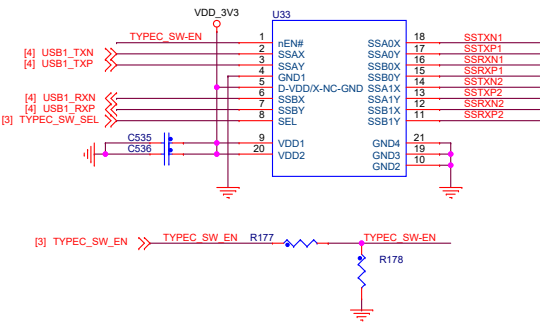 VDD_3V3
U33
TYPEC_SW-EN 1 nEN# SSA0X 18 SSTXN1
[4] USB1_TXN 2 SSAX SSA0Y 17 SSTXP1
[4] USB1_TXP 3 SSAY SSB0X 16 SSRXN1
4 GND1 SSB0Y 15 SSRXP1
5 D-VDD/X-NC-GND SSA1X 14 SSTXN2
[4] USB1_RXN 6 SSBX SSA1Y 13 SSTXP2
[4] USB1_RXP 7 SSBY SSB1X 12 SSRXN2
[3] TYPEC_SW_SEL 8 SEL SSB1Y 11 SSRXP2
C535 9 VDD1 GND4 21
C536 20 VDD2 GND3 19
GND2 10
[3] TYPEC_SW_EN TYPEC_SW_EN R177 TYPEC_SW-EN
R178